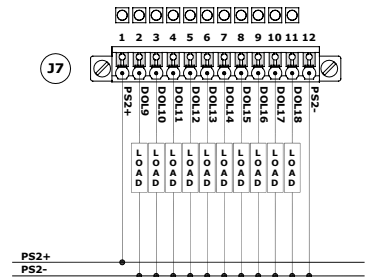 1 2 3 4 5 6 7 8 9 10 11 12
J7
PS2+
DOL9
DOL10
DOL11
DOL12
DOL13
DOL14
DOL15
DOL16
DOL17
DOL18
PS2-
LOAD
LOAD
LOAD
LOAD
LOAD
LOAD
LOAD
LOAD
LOAD
LOAD
PS2+
PS2-